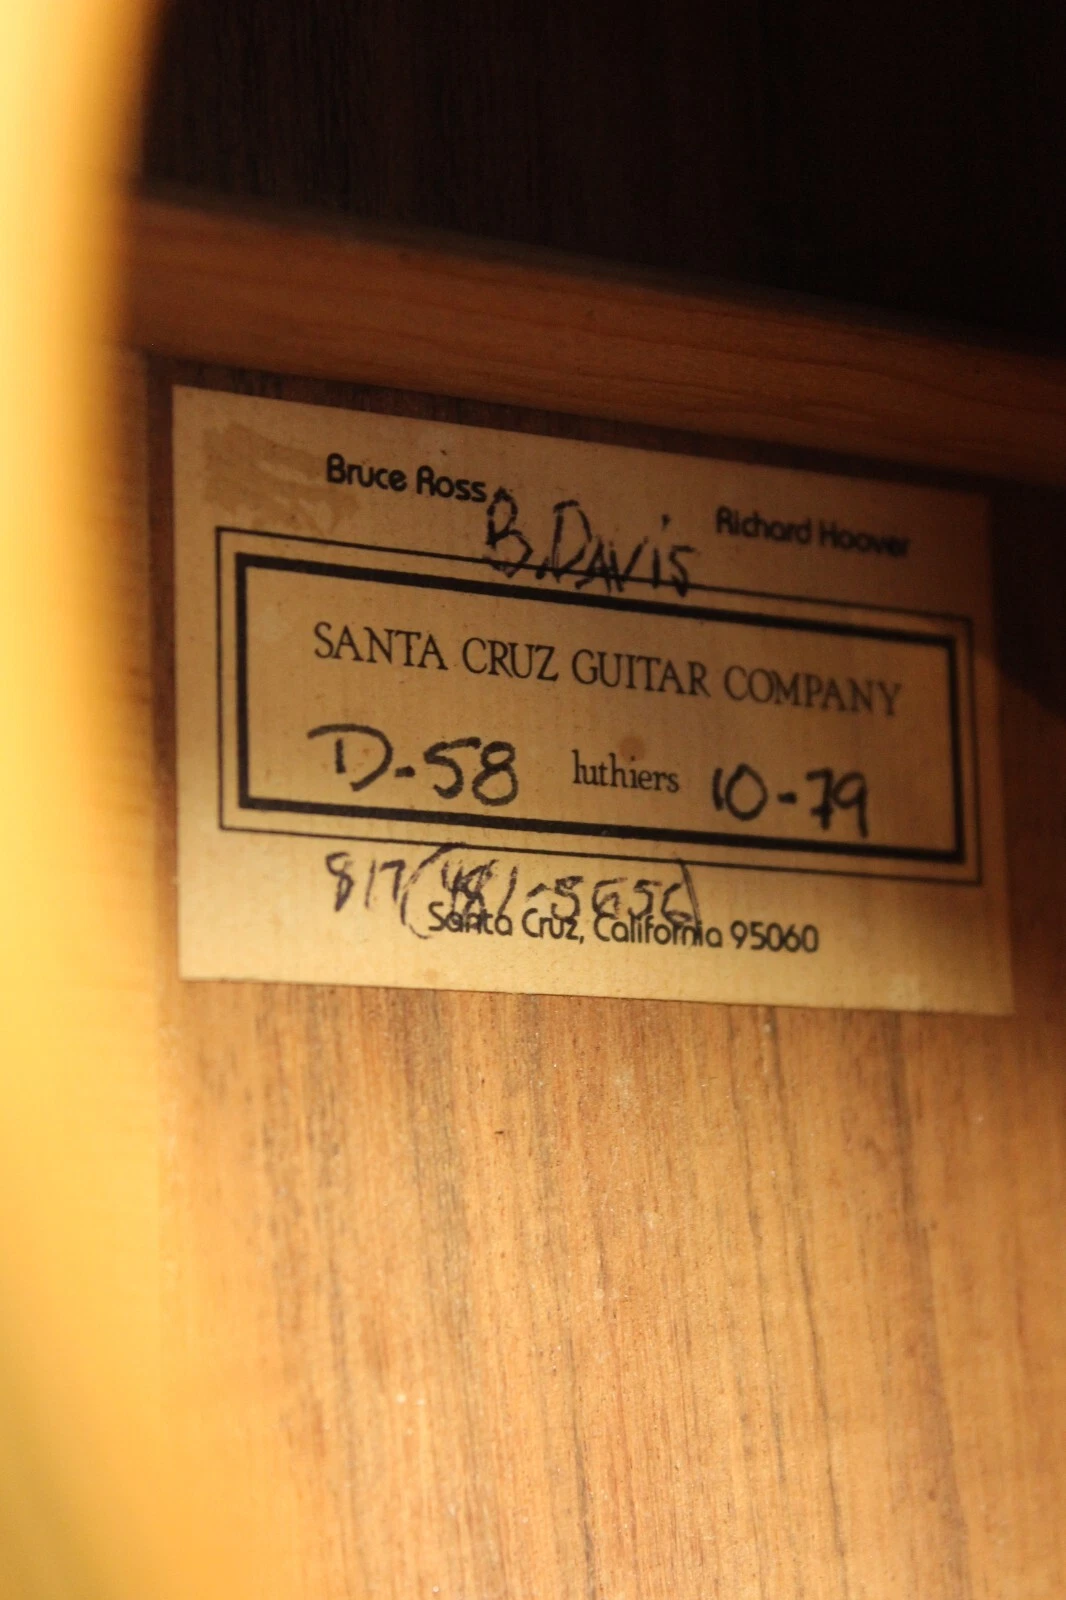 Bruce Ross
B. DAVIS
Richard Hoover
SANTA CRUZ GUITAR COMPANY
D-58 luthiers 10-79
817
Santa Cruz, California 95060